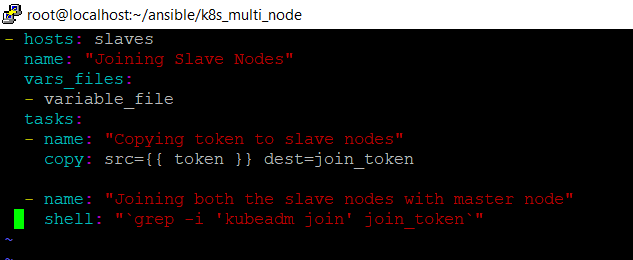 root@localhost:~/ansible/k8s_multi_node
- hosts: slaves
  name: "Joining Slave Nodes"
  vars_files:
  - variable_file
  tasks:
  - name: "Copying token to slave nodes"
    copy: src={{ token }} dest=join_token

  - name: "Joining both the slave nodes with master node"
    shell: "`grep -i 'kubeadm join' join_token`"
~
~